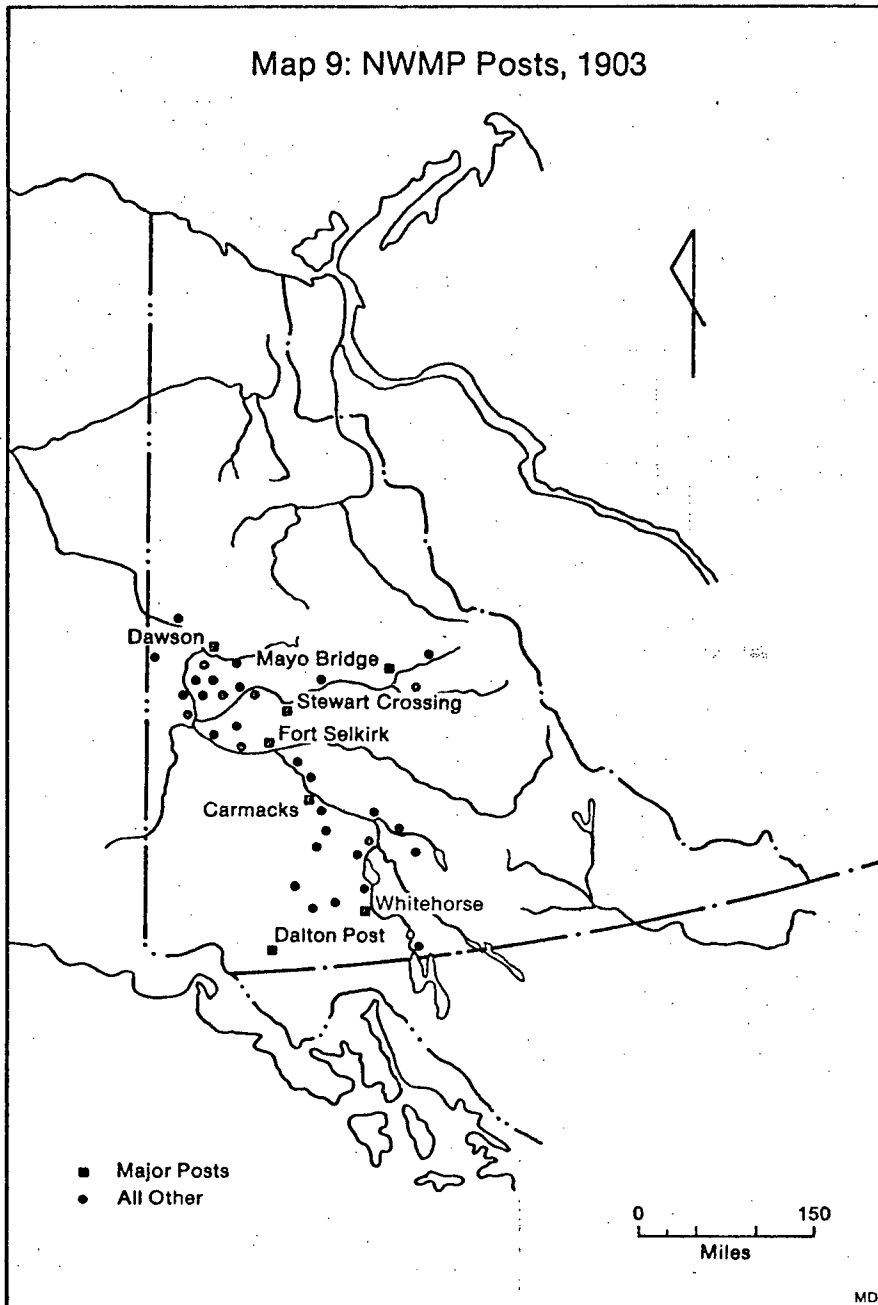 Map 9: NWMP Posts, 1903
Dawson
Mayo Bridge
Stewart Crossing
Fort Selkirk
Carmacks
Whitehorse
Dalton Post
Major Posts
All Other
0 150
Miles
MD